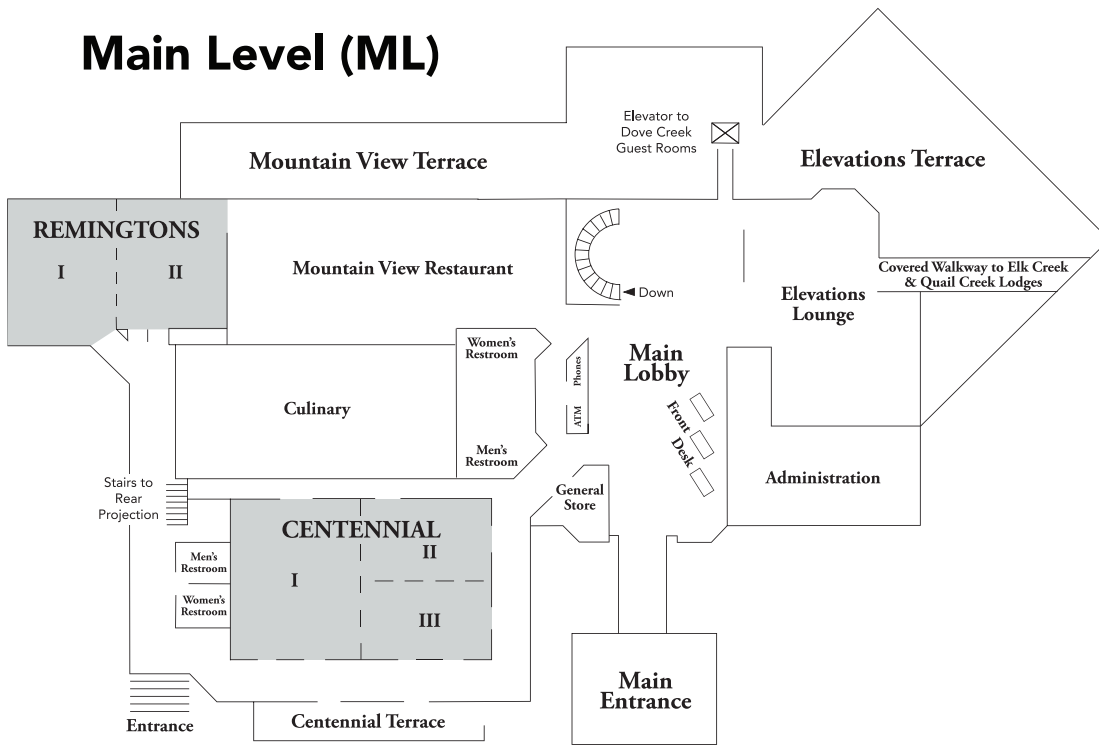 Main Level (ML)
Elevator to
Dove Creek
Guest Rooms
Mountain View Terrace
Elevations Terrace
REMINGTONS
I
II
Mountain View Restaurant
Down
Covered Walkway to Elk Creek
& Quail Creek Lodges
Elevations
Lounge
Women's
Restroom
Phones
ATM
Main
Lobby
Front
Desk
Culinary
Men's
Restroom
Stairs to
Rear
Projection
General
Store
Administration
CENTENNIAL
I
II
III
Men's
Restroom
Women's
Restroom
Main
Entrance
Entrance
Centennial Terrace